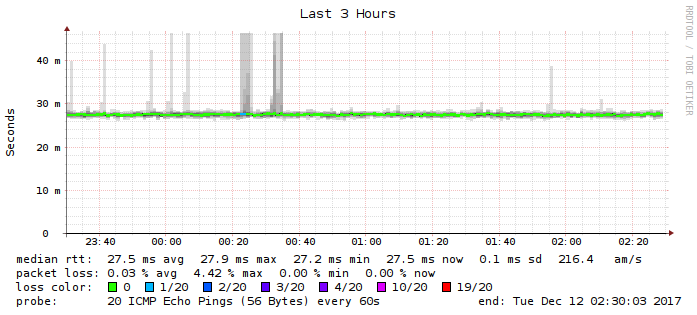 Last 3 Hours
RRDTOOL / TOBI OETIKER
Seconds
40 m
30 m
20 m
10 m
0
23:40 00:00 00:20 00:40 01:00 01:20 01:40 02:00 02:20
median rtt: 27.5 ms avg 27.9 ms max 27.2 ms min 27.5 ms now 0.1 ms sd 216.4 am/s
packet loss: 0.03 % avg 4.42 % max 0.00 % min 0.00 % now
loss color: 0 1/20 2/20 3/20 4/20 10/20 19/20
probe: 20 ICMP Echo Pings (56 Bytes) every 60s end: Tue Dec 12 02:30:03 2017